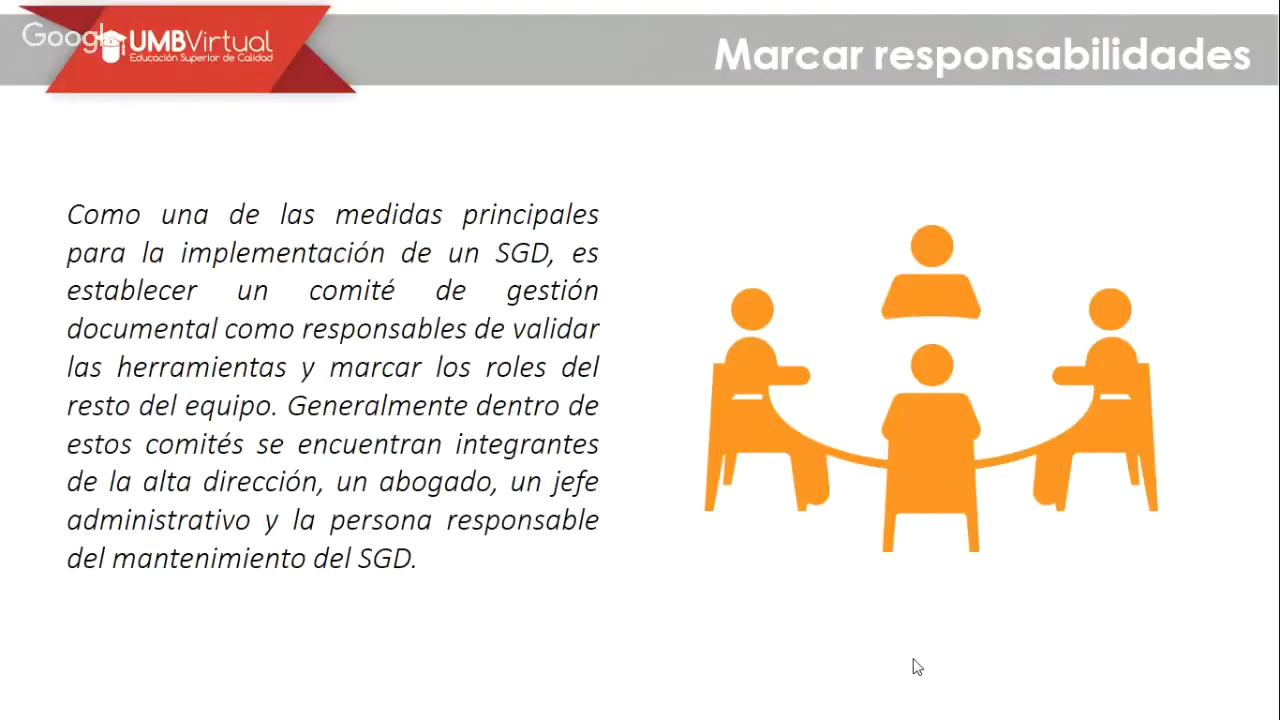 Google
UMBVirtual
Educación Superior de Calidad
Marcar responsabilidades
Como una de las medidas principales
para la implementación de un SGD, es
establecer un comité de gestión
documental como responsables de validar
las herramientas y marcar los roles del
resto del equipo. Generalmente dentro de
estos comités se encuentran integrantes
de la alta dirección, un abogado, un jefe
administrativo y la persona responsable
del mantenimiento del SGD.